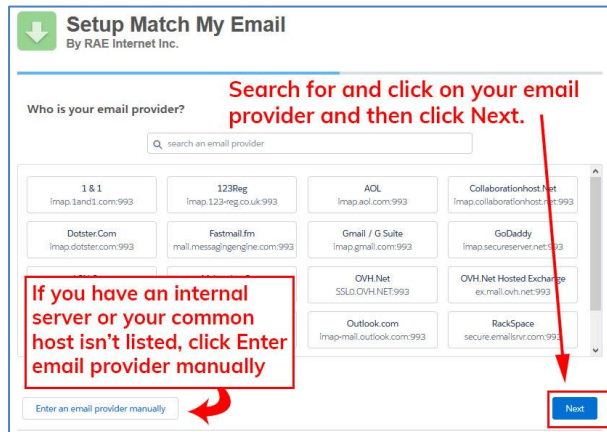 Setup Match My Email
By RAE Internet Inc.
Search for and click on your email
provider and then click Next.
Who is your email provider?
search an email provider
1 & 1
imap.1and1.com:993
123Reg
imap.123-reg.co.uk:993
AOL
imap.aol.com:993
Collaborationhost.Net
imap.collaborationhost.net:993
Dotster.Com
imap.dotster.com:993
Fastmail.fm
mail.messagingengine.com:993
Gmail / G Suite
imap.gmail.com:993
GoDaddy
imap.secureserver.net:993
OVH.Net
SSL0.OVH.NET:993
OVH.Net Hosted Exchange
ex.mail.ovh.net:993
If you have an internal
server or your common
host isn't listed, click Enter
email provider manually
Outlook.com
imap-mail.outlook.com:993
RackSpace
secure.emailsrvr.com:993
Enter an email provider manually
Next